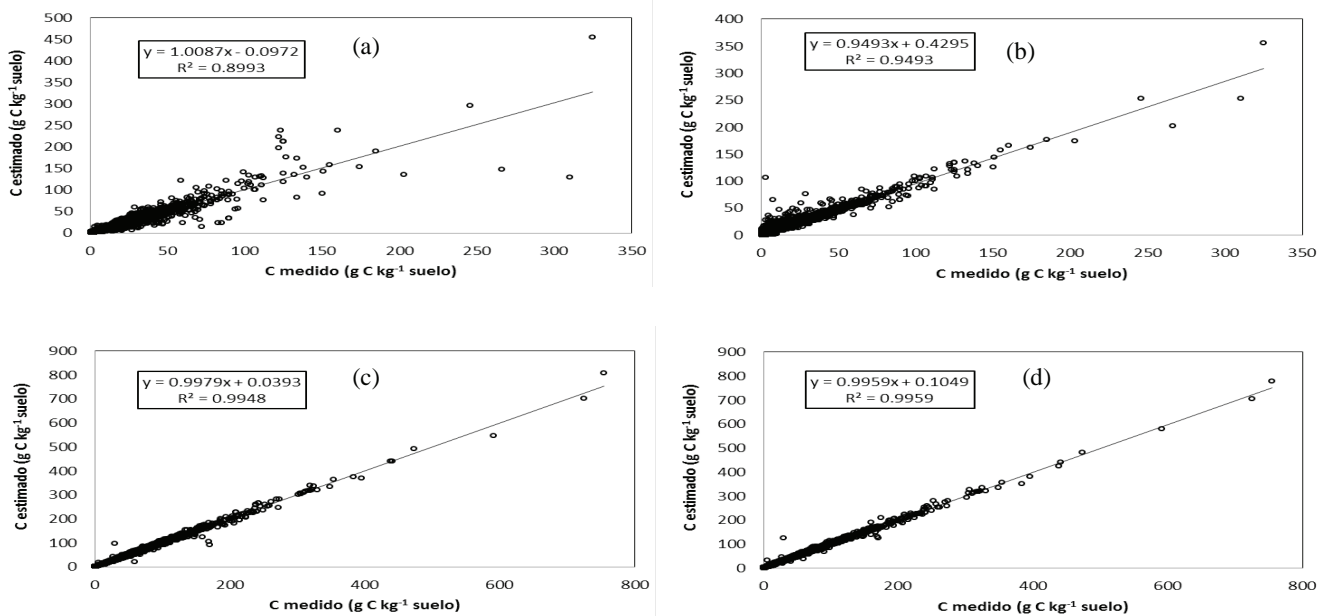 500
450
400
350
300
250
200
150
100
50
0
C estimado (g C kg⁻¹ suelo)
y = 1.0087x - 0.0972
R² = 0.8993
(a)
0 50 100 150 200 250 300 350
C medido (g C kg⁻¹ suelo)
400
350
300
250
200
150
100
50
0
C estimado (g C kg⁻¹ suelo)
y = 0.9493x + 0.4295
R² = 0.9493
(b)
0 50 100 150 200 250 300 350
C medido (g C kg⁻¹ suelo)
900
800
700
600
500
400
300
200
100
0
C estimado (g C kg⁻¹ suelo)
y = 0.9979x + 0.0393
R² = 0.9948
(c)
0 200 400 600 800
C medido (g C kg⁻¹ suelo)
900
800
700
600
500
400
300
200
100
0
C estimado (g C kg⁻¹ suelo)
y = 0.9959x + 0.1049
R² = 0.9959
(d)
0 200 400 600 800
C medido (g C kg⁻¹ suelo)